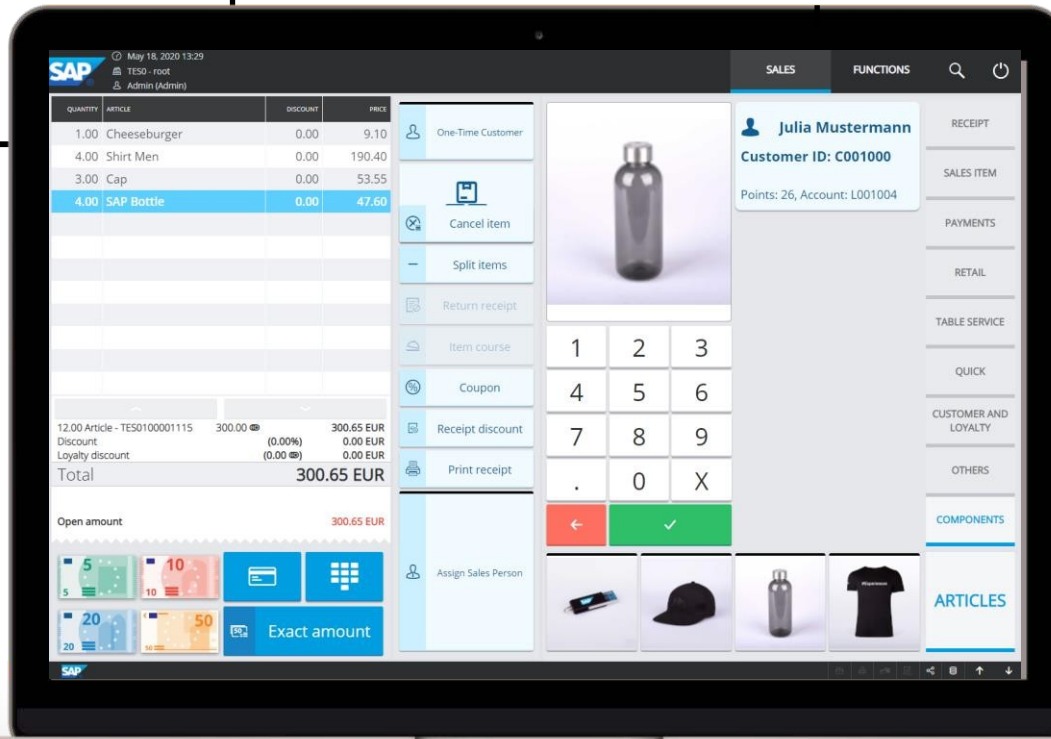 SAP
May 18, 2020 13:29
TES0 - root
Admin (Admin)
SALES
FUNCTIONS
QUANTITY ARTICLE DISCOUNT PRICE
1.00 Cheeseburger 0.00 9.10
4.00 Shirt Men 0.00 190.40
3.00 Cap 0.00 53.55
4.00 SAP Bottle 0.00 47.60
12.00 Article - TES0100001115 300.00 300.65 EUR
Discount (0.00%) 0.00 EUR
Loyalty discount (0.00 ) 0.00 EUR
Total 300.65 EUR
Open amount 300.65 EUR
5
5
10
10
20
20
50
50
Exact amount
One-Time Customer
Cancel item
Split items
Return receipt
Item course
Coupon
Receipt discount
Print receipt
Assign Sales Person
Julia Mustermann
Customer ID: C001000
Points: 26, Account: L001004
1 2 3
4 5 6
7 8 9
. 0 X
RECEIPT
SALES ITEM
PAYMENTS
RETAIL
TABLE SERVICE
QUICK
CUSTOMER AND
LOYALTY
OTHERS
COMPONENTS
ARTICLES
SAP